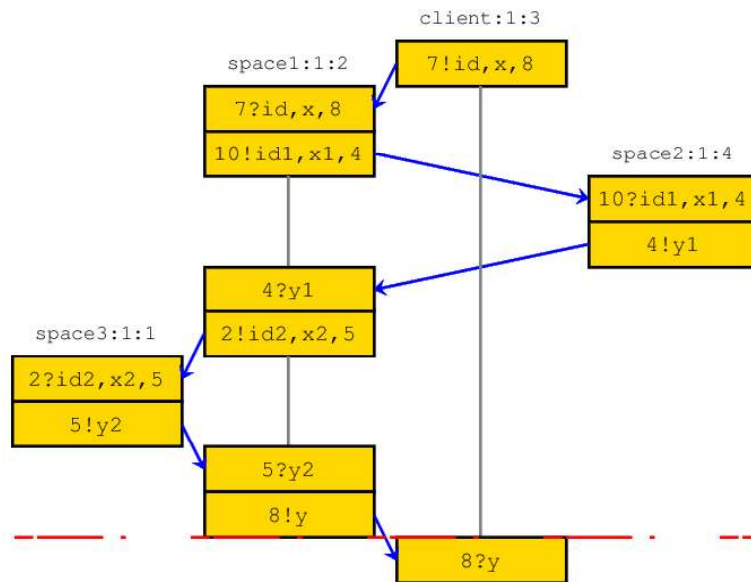 client:1:3
7!id,x,8
space1:1:2
7?id,x,8
10!id1,x1,4
space2:1:4
10?id1,x1,4
4!y1
4?y1
2!id2,x2,5
space3:1:1
2?id2,x2,5
5!y2
5?y2
8!y
8?y